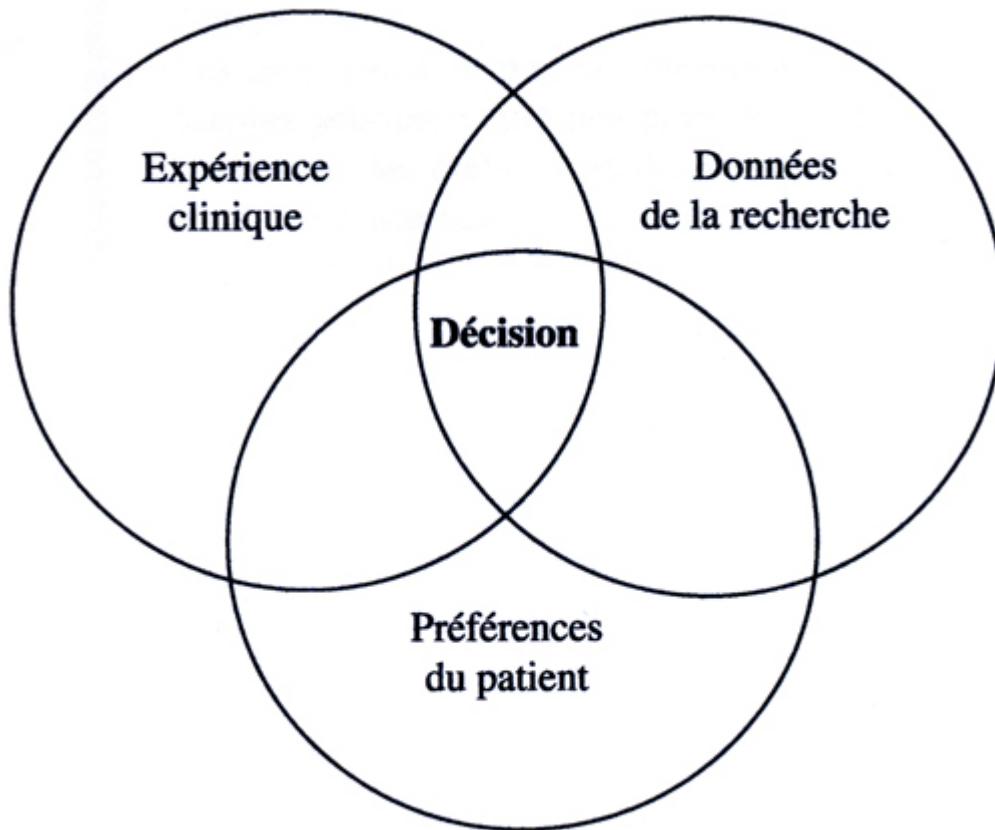 Expérience
clinique
Données
de la recherche
Décision
Préférences
du patient